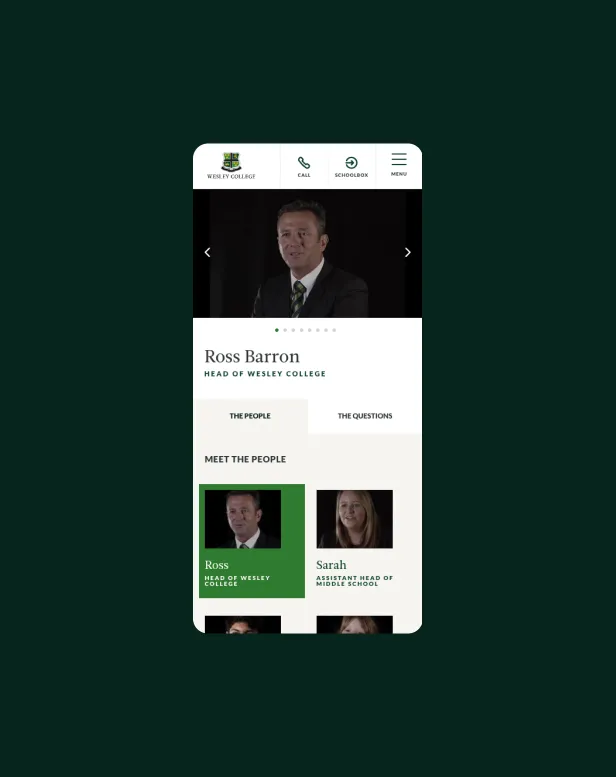 WESLEY COLLEGE
CALL
SCHOOLBOX
MENU
Ross Barron
HEAD OF WESLEY COLLEGE
THE PEOPLE
THE QUESTIONS
MEET THE PEOPLE
Ross
HEAD OF WESLEY
COLLEGE
Sarah
ASSISTANT HEAD OF
MIDDLE SCHOOL